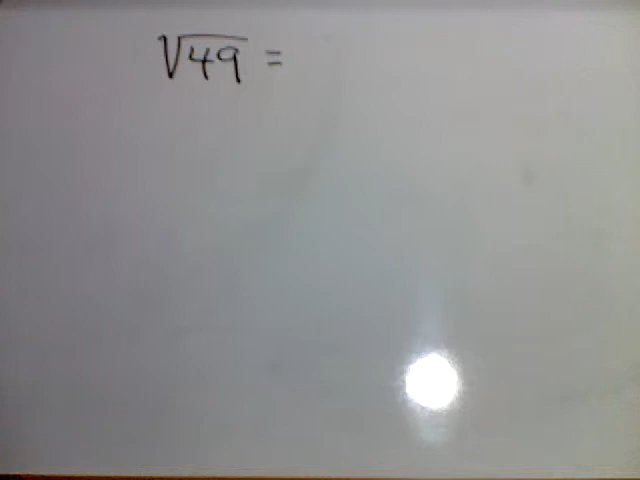 √49 =